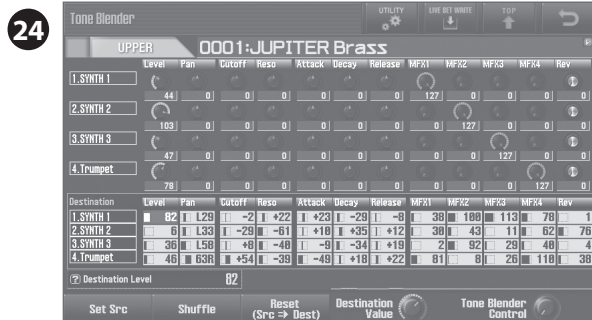 24
Tone Blender
UTILITY LIVE SET WRITE TOP
UPPER 0001:JUPITER Brass
Level Pan Cutoff Reso Attack Decay Release MFX1 MFX2 MFX3 MFX4 Rev
1.SYNTH 1
44 0 0 0 0 0 0 127 0 0 0
2.SYNTH 2
103 0 0 0 0 0 0 0 127 0 0
3.SYNTH 3
47 0 0 0 0 0 0 0 0 127 0
4.Trumpet
78 0 0 0 0 0 0 0 0 0 127 0
Destination Level Pan Cutoff Reso Attack Decay Release MFX1 MFX2 MFX3 MFX4 Rev
1.SYNTH 1 82 L29 -2 +22 +23 -29 -8 38 100 113 78 1
2.SYNTH 2 6 L33 -29 -61 +10 +35 +12 30 43 11 62 76
3.SYNTH 3 36 L50 +0 -40 -9 -34 +19 2 92 29 40 4
4.Trumpet 46 63R +54 -39 -49 +10 +22 81 8 26 110 38
? Destination Level 82
Set Src Shuffle Reset (Src ⇒ Dest) Destination Value Tone Blender Control